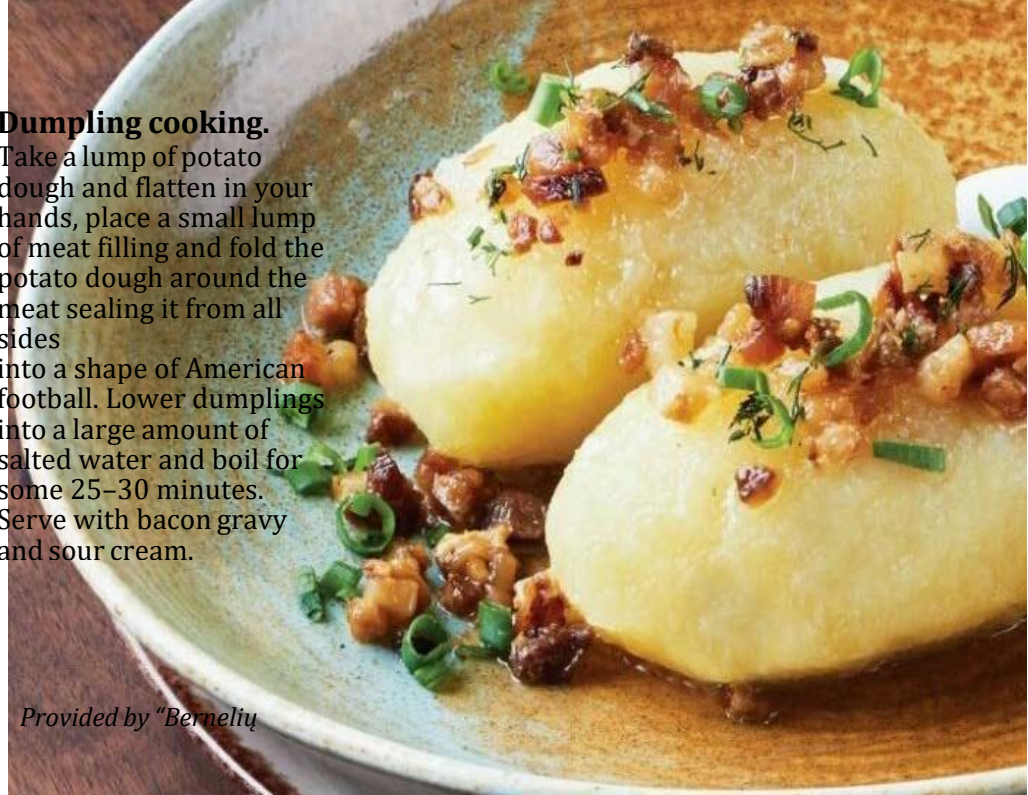 Dumpling cooking.
Take a lump of potato
dough and flatten in your
hands, place a small lump
of meat filling and fold the
potato dough around the
meat sealing it from all
sides
into a shape of American
football. Lower dumplings
into a large amount of
salted water and boil for
some 25–30 minutes.
Serve with bacon gravy
and sour cream.
Provided by “Bernelių